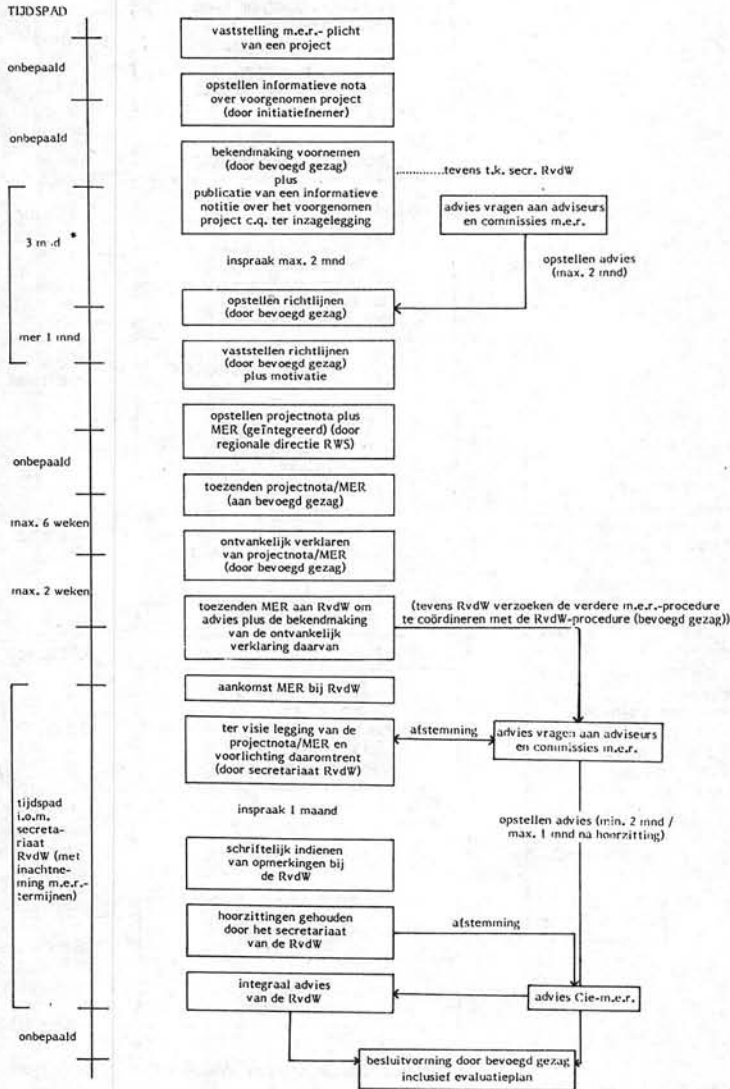 TIJDSPAD
vaststelling m.e.r.- plicht
van een project
onbepaald
opstellen informatieve nota
over voorgenomen project
(door initiatiefnemer)
onbepaald
bekendmaking voornemen
(door bevoegd gezag)
plus
publicatie van een informatieve
notitie over het voorgenomen
project c.q. ter inzagelegging
..........tevens t.k. secr. RvdW
advies vragen aan adviseurs
en commissies m.e.r.
3 m.d *
inspraak max. 2 mnd
opstellen advies
(max. 2 mnd)
opstellen richtlijnen
(door bevoegd gezag)
mer 1 mnd
vaststellen richtlijnen
(door bevoegd gezag)
plus motivatie
opstellen projectnota plus
MER (geïntegreerd) (door
regionale directie RWS)
onbepaald
toezenden projectnota/MER
(aan bevoegd gezag)
max. 6 weken
ontvankelijk verklaren
van projectnota/MER
(door bevoegd gezag)
max. 2 weken
toezenden MER aan RvdW om
advies plus de bekendmaking
van de ontvankelijk
verklaring daarvan
(tevens RvdW verzoeken de verdere m.e.r.-procedure
te coördineren met de RvdW-procedure (bevoegd gezag))
aankomst MER bij RvdW
ter visie legging van de
projectnota/MER en
voorlichting daaromtrent
(door secretariaat RvdW)
afstemming
advies vragen aan adviseurs
en commissies m.e.r.
inspraak 1 maand
opstellen advies (min. 2 mnd /
max. 1 mnd na hoorzitting)
tijdspad
i.o.m.
secreta-
riaat
RvdW (met
inachtne-
ming m.e.r.-
termijnen)
schriftelijk indienen
van opmerkingen bij
de RvdW
hoorzittingen gehouden
door het secretariaat
van de RvdW
afstemming
integraal advies
van de RvdW
advies Cie-m.e.r.
onbepaald
besluitvorming door bevoegd gezag
inclusief evaluatieplan